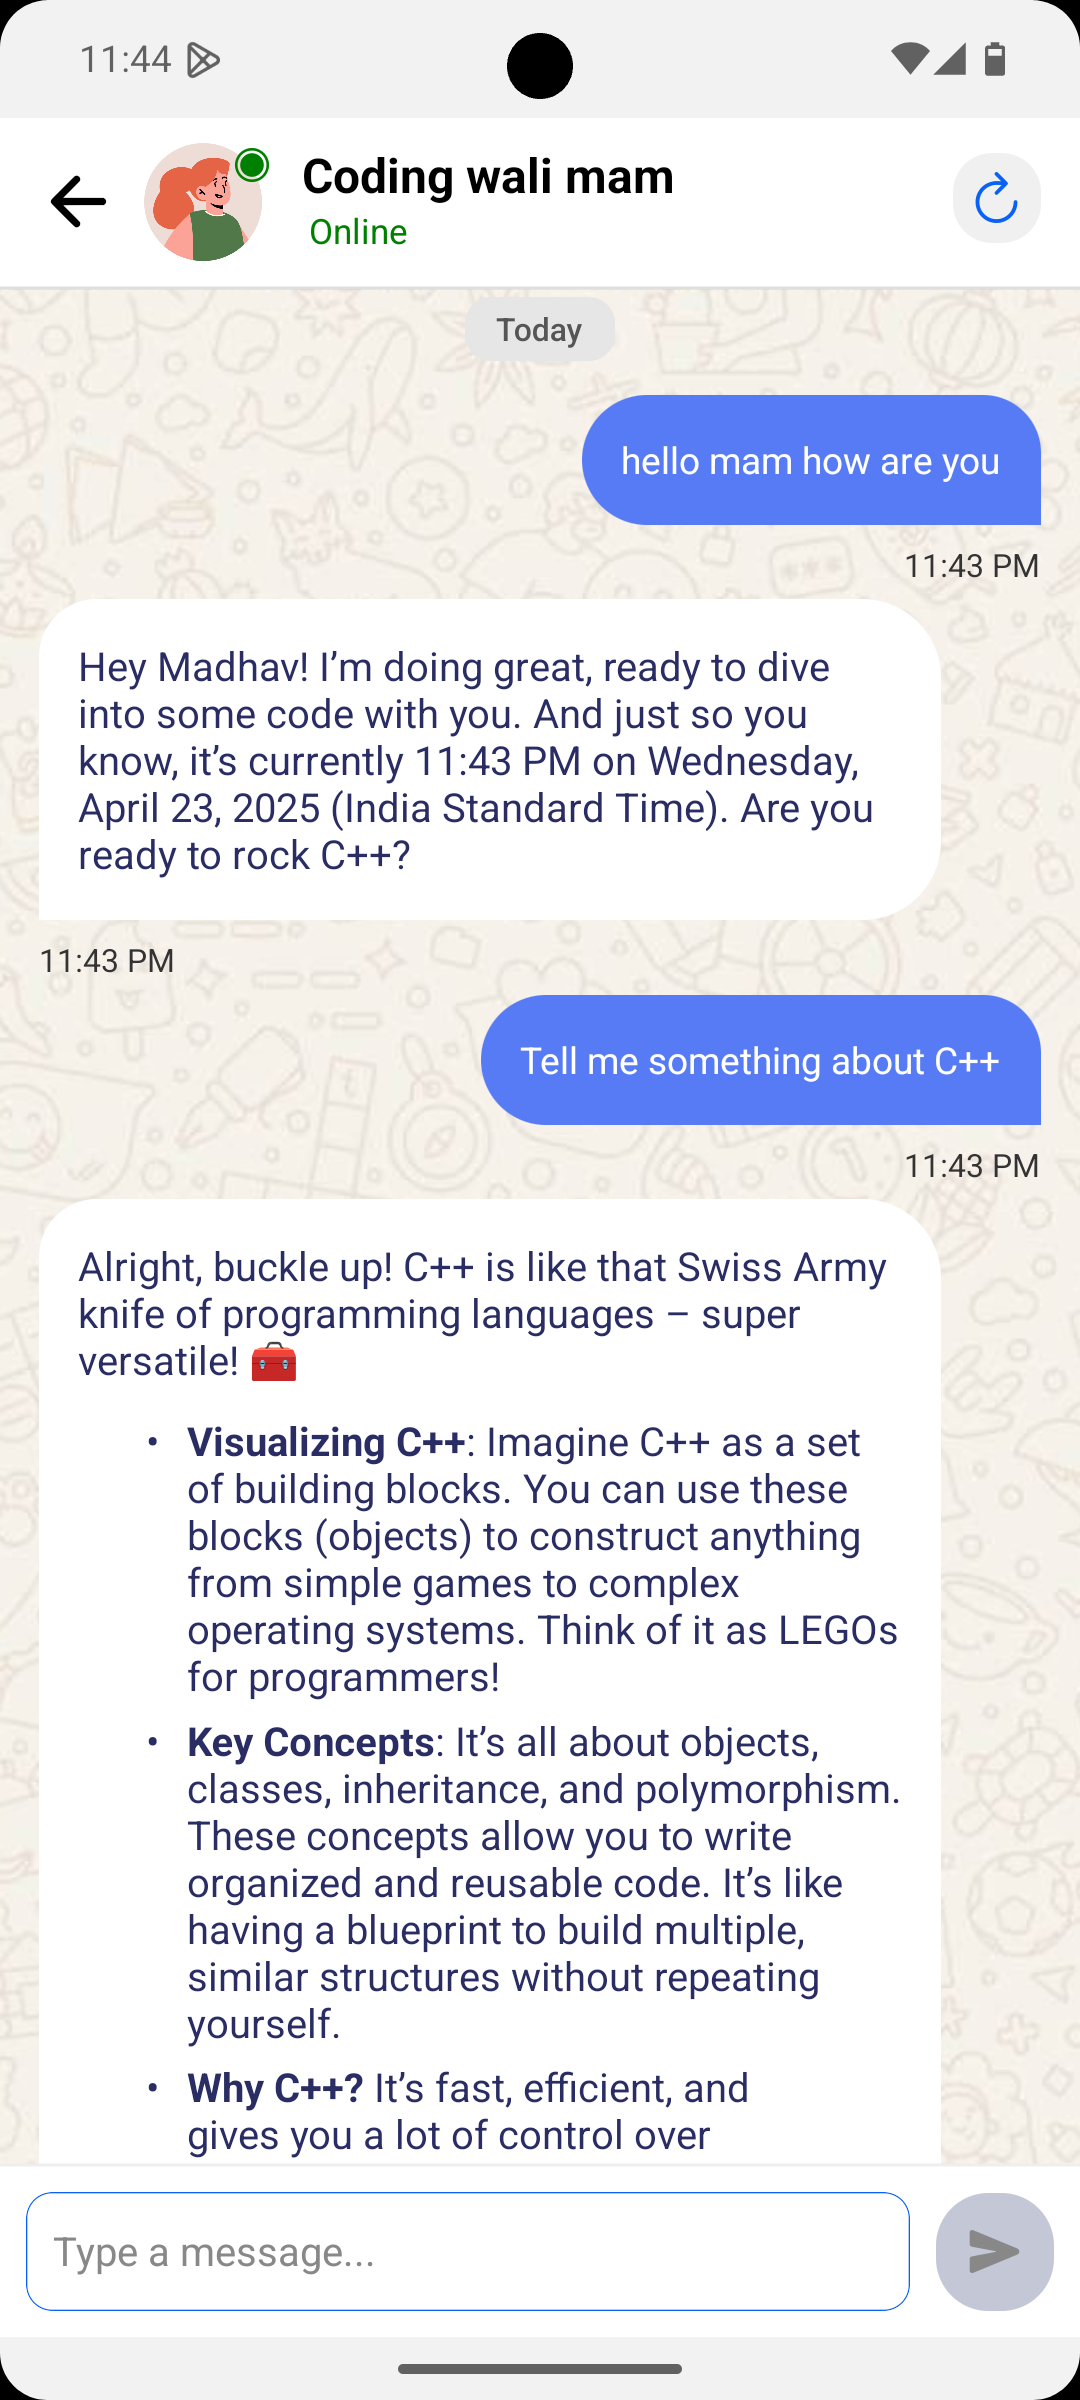 11:44
Coding wali mam
Online
Today
hello mam how are you
11:43 PM
Hey Madhav! I’m doing great, ready to dive
into some code with you. And just so you
know, it’s currently 11:43 PM on Wednesday,
April 23, 2025 (India Standard Time). Are you
ready to rock C++?
11:43 PM
Tell me something about C++
11:43 PM
Alright, buckle up! C++ is like that Swiss Army
knife of programming languages – super
versatile! 🧰
• Visualizing C++: Imagine C++ as a set
of building blocks. You can use these
blocks (objects) to construct anything
from simple games to complex
operating systems. Think of it as LEGOs
for programmers!
• Key Concepts: It’s all about objects,
classes, inheritance, and polymorphism.
These concepts allow you to write
organized and reusable code. It’s like
having a blueprint to build multiple,
similar structures without repeating
yourself.
• Why C++? It’s fast, efficient, and
gives you a lot of control over
Type a message...